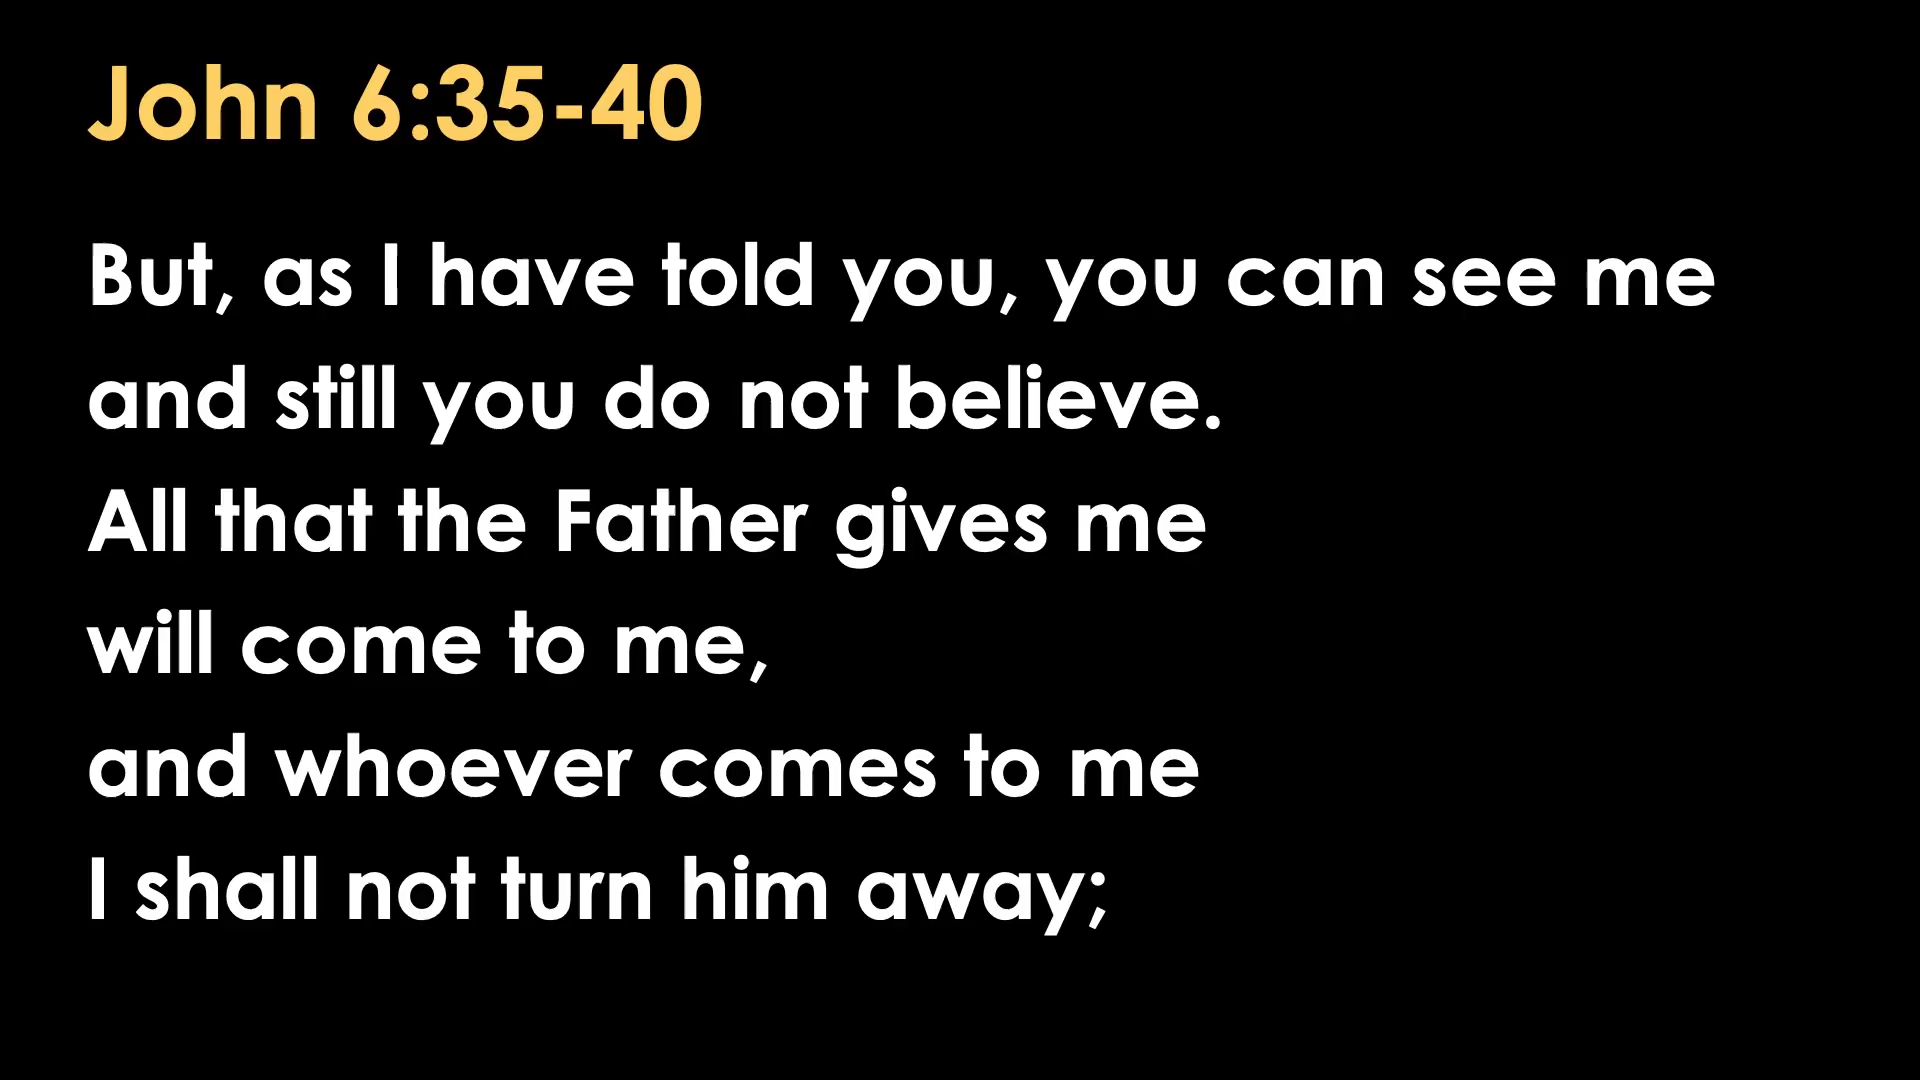 John 6:35-40
But, as I have told you, you can see me
and still you do not believe.
All that the Father gives me
will come to me,
and whoever comes to me
I shall not turn him away;